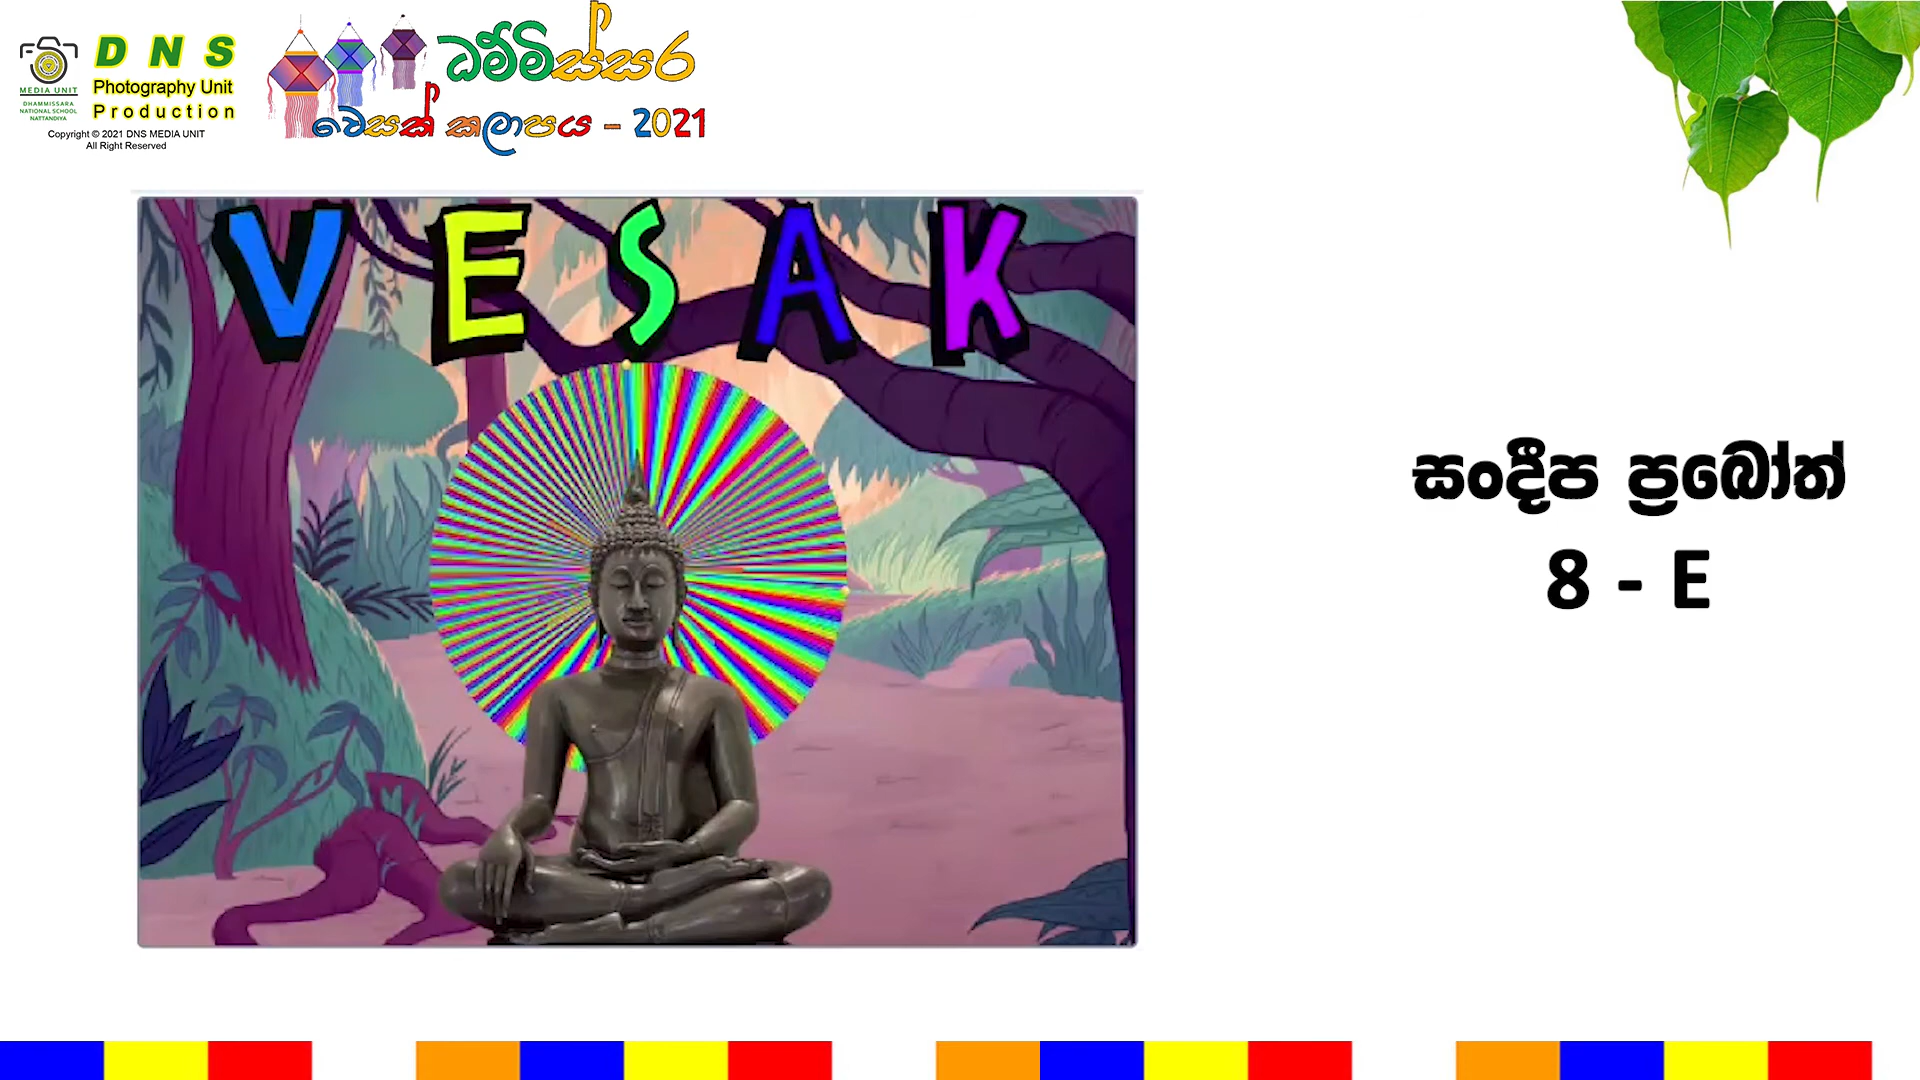 DNS
Photography Unit
Production
MEDIA UNIT
DHAMMISSARA
NATIONAL SCHOOL
NATTANDIYA
Copyright © 2021 DNS MEDIA UNIT
All Right Reserved
ධම්මිස්සර
වෙසක් කලාපය - 2021
VESAK
සංදීප ප්‍රබෝත්
8 - E